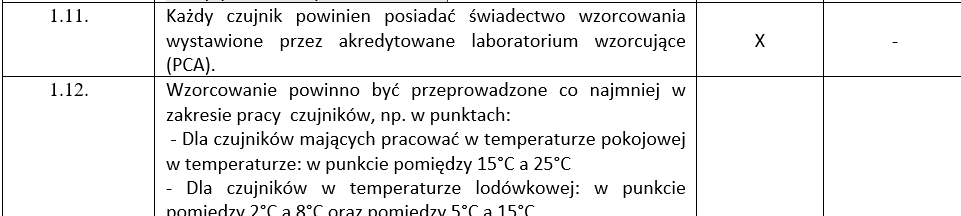 1.11. Każdy czujnik powinien posiadać świadectwo wzorcowania
wystawione przez akredytowane laboratorium wzorcujące X -
(PCA).
1.12. Wzorcowanie powinno być przeprowadzone co najmniej w
zakresie pracy czujników, np. w punktach:
- Dla czujników mających pracować w temperaturze pokojowej
w temperaturze: w punkcie pomiędzy 15°C a 25°C
- Dla czujników w temperaturze lodówkowej: w punkcie
pomiędzy 2°C a 8°C oraz pomiędzy 5°C a 15°C